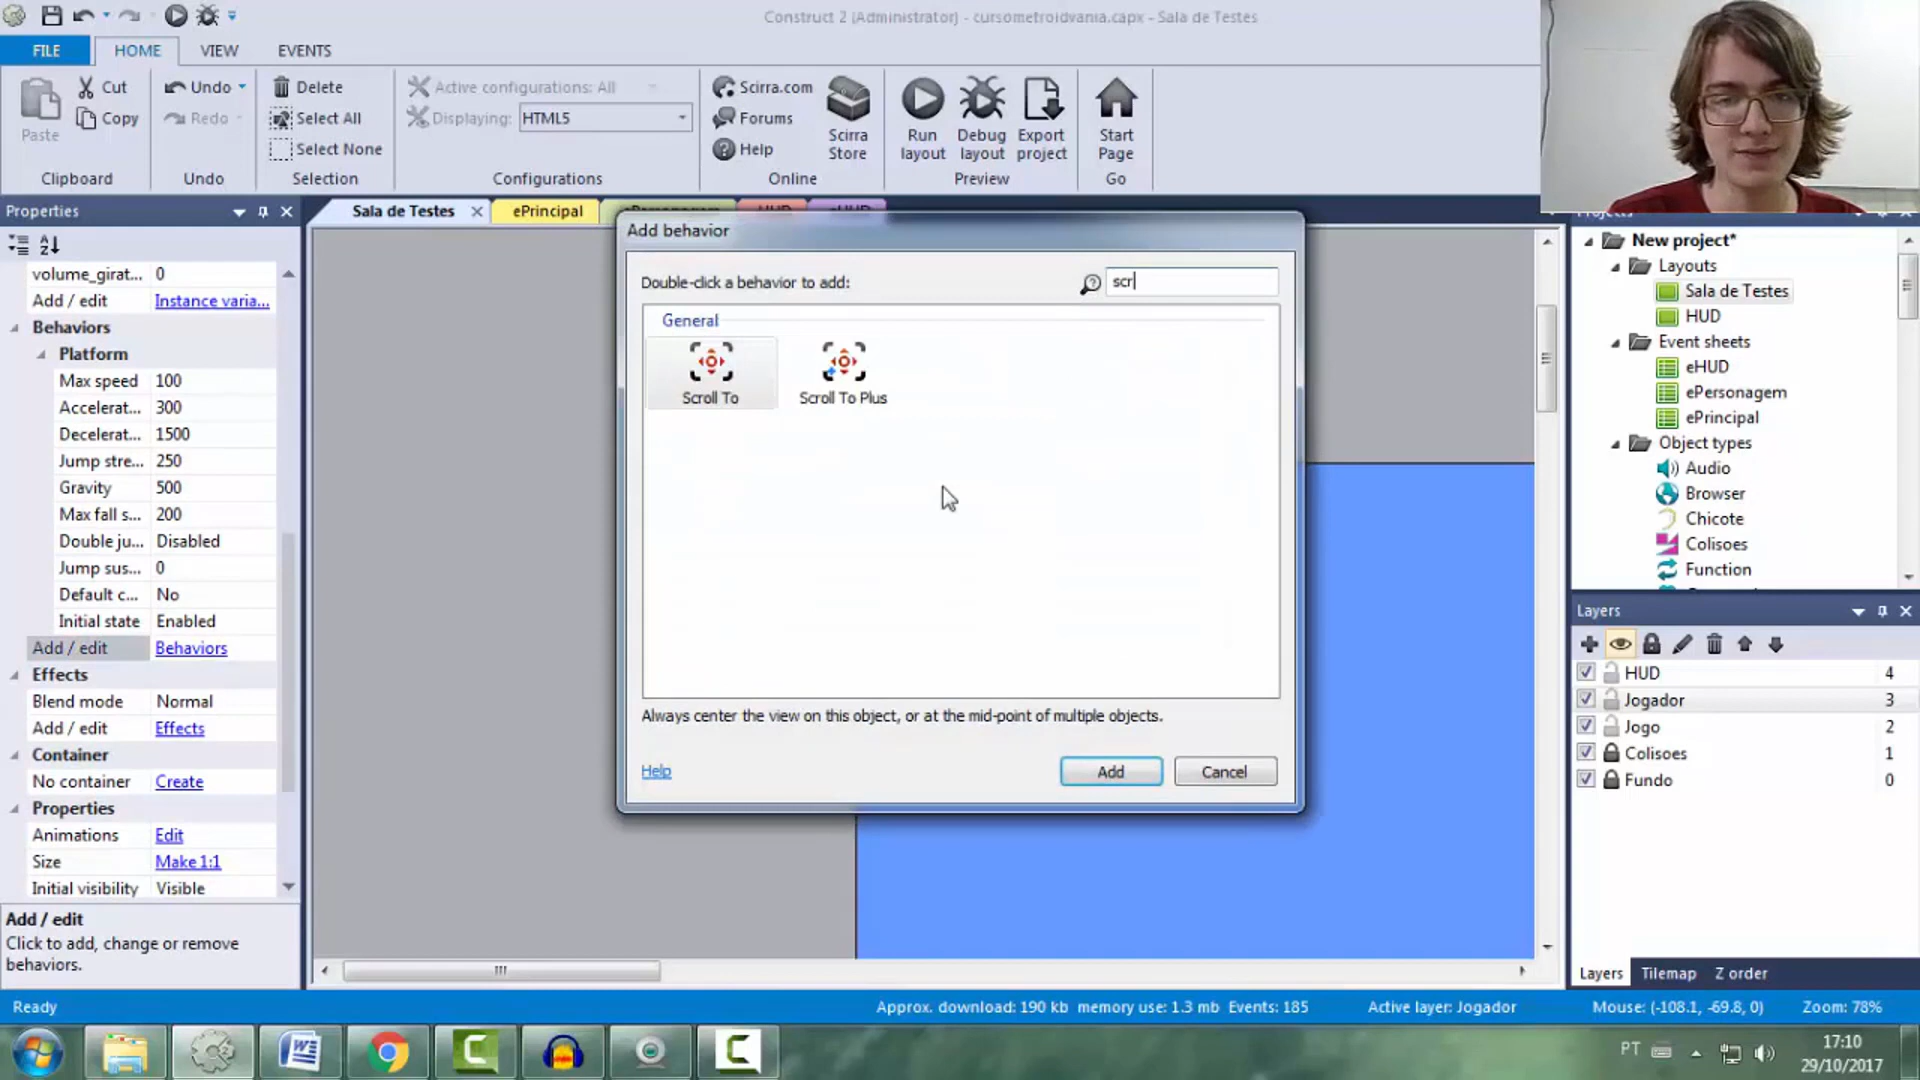 Construct 2 (Administrator) - cursometroidvania.capx - Sala de Testes
FILE
HOME
VIEW
EVENTS
Paste
Cut
Copy
Clipboard
Undo
Redo
Undo
Delete
Select All
Select None
Selection
Active configurations: All
Displaying: HTML5
Configurations
Scirra.com
Forums
Help
Scirra Store
Online
Run layout
Debug layout
Export project
Preview
Start Page
Go
Properties
Sala de Testes
ePrincipal
volume_girat... 0
Add / edit Instance varia...
Behaviors
Platform
Max speed 100
Accelerat... 300
Decelerat... 1500
Jump stre... 250
Gravity 500
Max fall s... 200
Double ju... Disabled
Jump sus... 0
Default c... No
Initial state Enabled
Add / edit Behaviors
Effects
Blend mode Normal
Add / edit Effects
Container
No container Create
Properties
Animations Edit
Size Make 1:1
Initial visibility Visible
Add / edit
Click to add, change or remove
behaviors.
Add behavior
Double-click a behavior to add:
scr
General
Scroll To
Scroll To Plus
Always center the view on this object, or at the mid-point of multiple objects.
Help
Add
Cancel
New project*
Layouts
Sala de Testes
HUD
Event sheets
eHUD
ePersonagem
ePrincipal
Object types
Audio
Browser
Chicote
Colisoes
Function
Layers
HUD 4
Jogador 3
Jogo 2
Colisoes 1
Fundo 0
Layers
Tilemap
Z order
Ready
Approx. download: 190 kb memory use: 1.3 mb Events: 185
Active layer: Jogador
Mouse: (-108.1, -69.8, 0)
Zoom: 78%
PT
17:10
29/10/2017